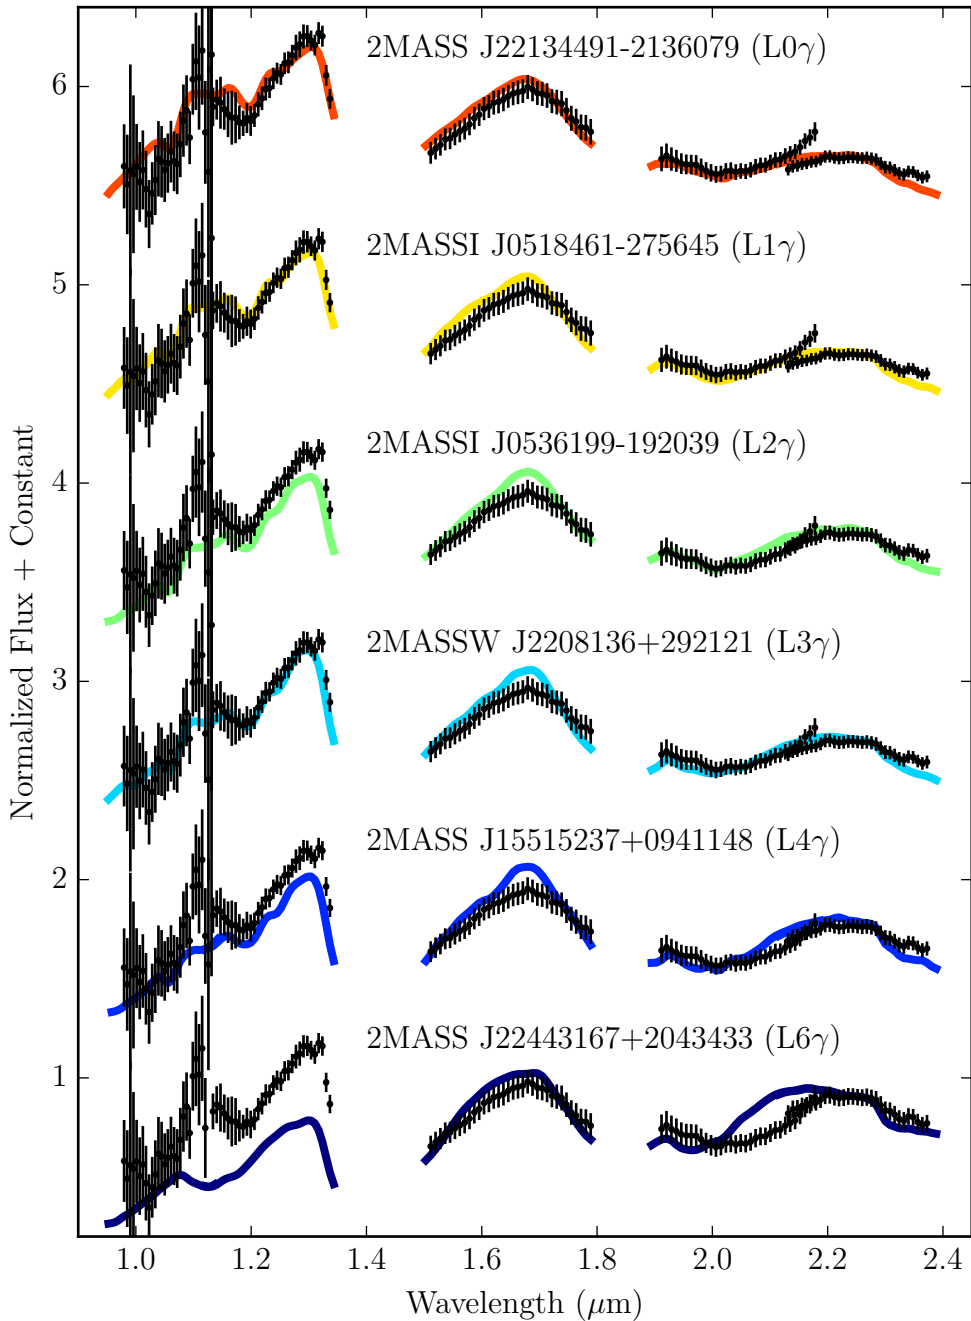 2MASS J22134491-2136079 (L0γ)
6
2MASSI J0518461-275645 (L1γ)
5
2MASSI J0536199-192039 (L2γ)
4
2MASSW J2208136+292121 (L3γ)
3
2MASS J15515237+0941148 (L4γ)
2
2MASS J22443167+2043433 (L6γ)
1
Normalized Flux + Constant
1.0 1.2 1.4 1.6 1.8 2.0 2.2 2.4
Wavelength (μm)